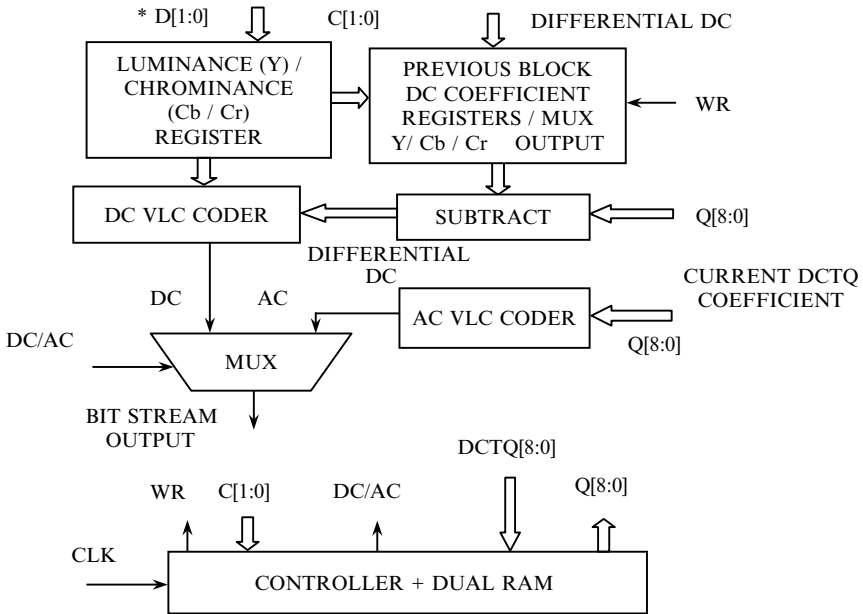 * D[1:0]
C[1:0]
DIFFERENTIAL DC
LUMINANCE (Y) /
CHROMINANCE
(Cb / Cr)
REGISTER
PREVIOUS BLOCK
DC COEFFICIENT
REGISTERS / MUX
Y/ Cb / Cr OUTPUT
WR
DC VLC CODER
SUBTRACT
Q[8:0]
DIFFERENTIAL
DC
DC
AC
AC VLC CODER
CURRENT DCTQ
COEFFICIENT
Q[8:0]
DC/AC
MUX
BIT STREAM
OUTPUT
DCTQ[8:0]
WR
C[1:0]
DC/AC
Q[8:0]
CLK
CONTROLLER + DUAL RAM